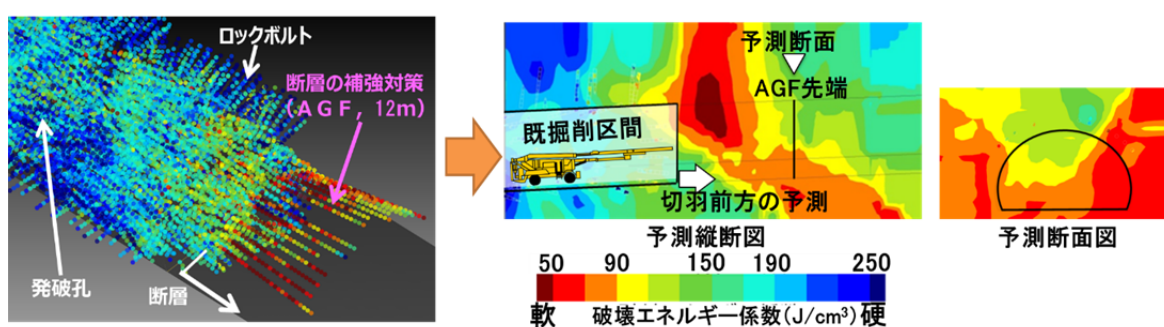 ロックボルト
断層の補強対策
（ＡＧＦ，12m）
発破孔
断層
予測断面
AGF先端
既掘削区間
切羽前方の予測
予測縦断図
50 90 150 190 250
軟 破壊エネルギー係数（J/cm³） 硬
予測断面図